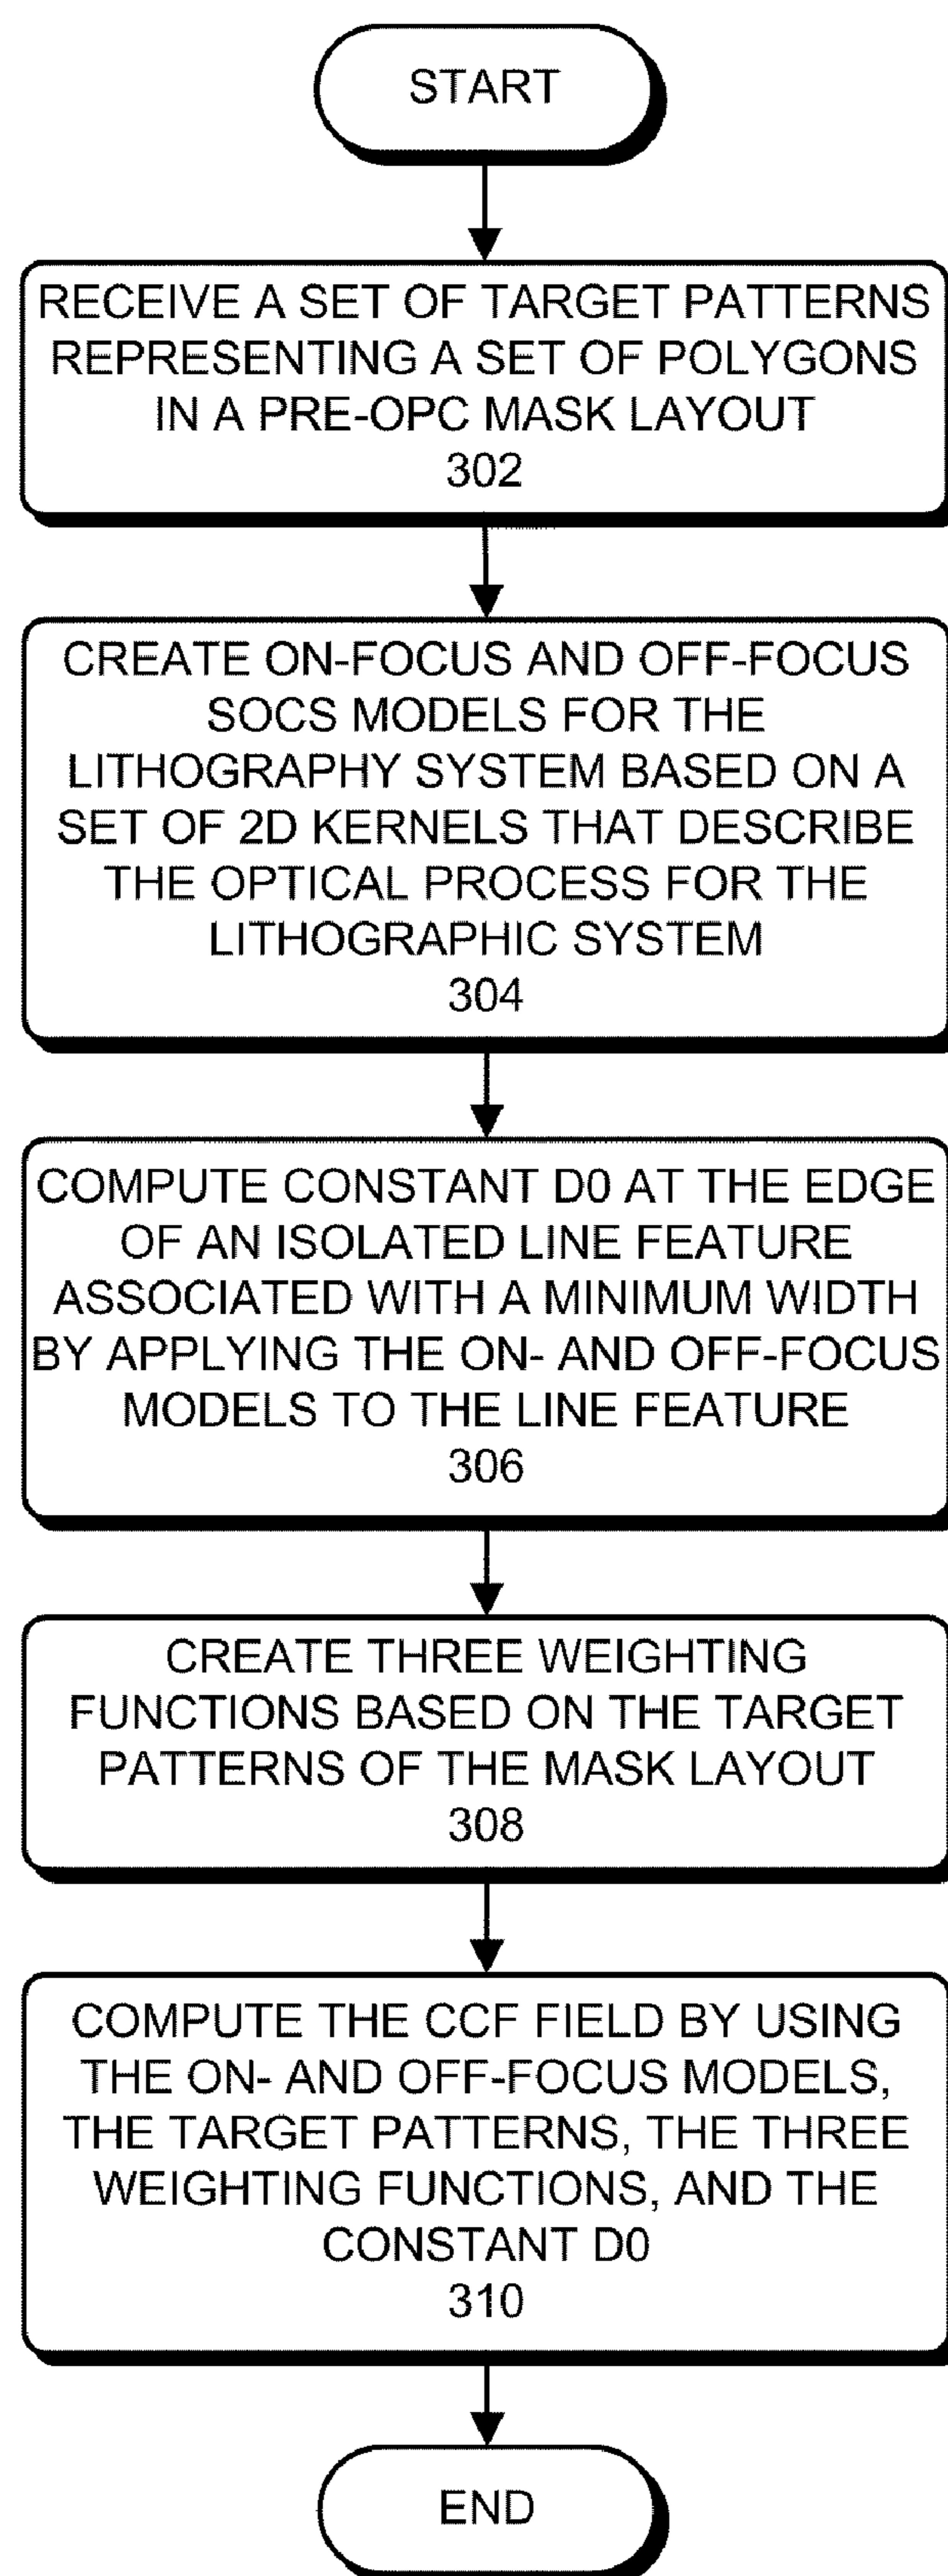 START
RECEIVE A SET OF TARGET PATTERNS
REPRESENTING A SET OF POLYGONS
IN A PRE-OPC MASK LAYOUT
302
CREATE ON-FOCUS AND OFF-FOCUS
SOCS MODELS FOR THE
LITHOGRAPHY SYSTEM BASED ON A
SET OF 2D KERNELS THAT DESCRIBE
THE OPTICAL PROCESS FOR THE
LITHOGRAPHIC SYSTEM
304
COMPUTE CONSTANT D0 AT THE EDGE
OF AN ISOLATED LINE FEATURE
ASSOCIATED WITH A MINIMUM WIDTH
BY APPLYING THE ON- AND OFF-FOCUS
MODELS TO THE LINE FEATURE
306
CREATE THREE WEIGHTING
FUNCTIONS BASED ON THE TARGET
PATTERNS OF THE MASK LAYOUT
308
COMPUTE THE CCF FIELD BY USING
THE ON- AND OFF-FOCUS MODELS,
THE TARGET PATTERNS, THE THREE
WEIGHTING FUNCTIONS, AND THE
CONSTANT D0
310
END